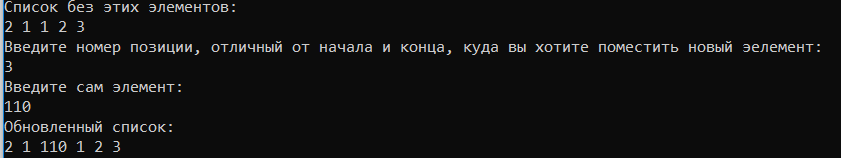 Список без этих элементов:
2 1 1 2 3
Введите номер позиции, отличный от начала и конца, куда вы хотите поместить новый эелемент:
3
Введите сам элемент:
110
Обновленный список:
2 1 110 1 2 3